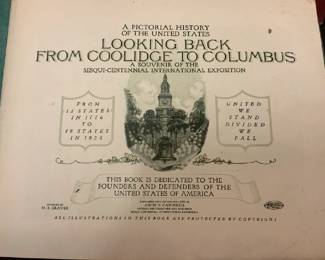 A PICTORIAL HISTORY
OF THE UNITED STATES
LOOKING BACK
FROM COOLIDGE TO COLUMBUS
A SOUVENIR OF THE
SESQUI-CENTENNIAL INTERNATIONAL EXPOSITION
FROM
13 STATES
IN 1776
TO
48 STATES
IN 1926
UNITED
WE
STAND
DIVIDED
WE
FALL
THIS BOOK IS DEDICATED TO THE
FOUNDERS AND DEFENDERS OF THE
UNITED STATES OF AMERICA
ALL ILLUSTRATIONS IN THIS BOOK ARE PROTECTED BY COPYRIGHT